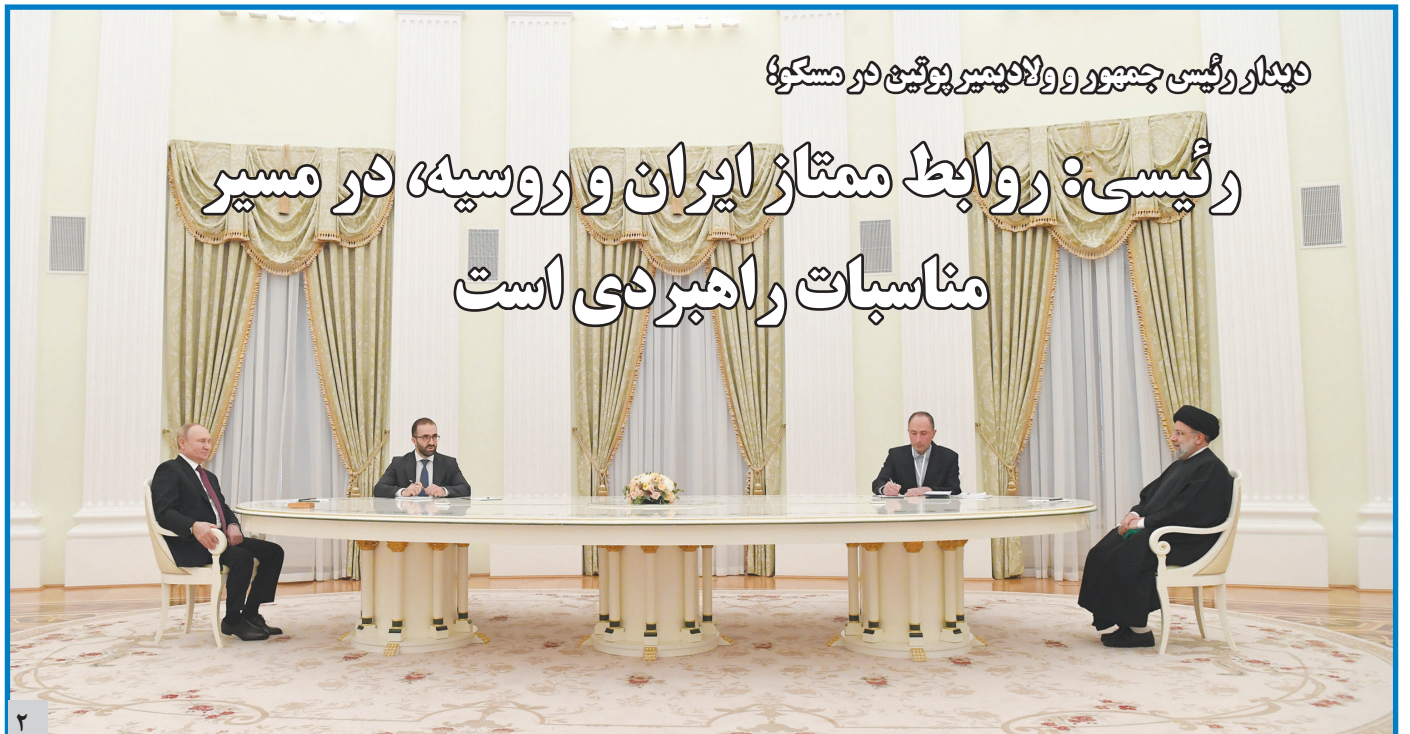 دیدار رئیس جمهور و ولادیمیر پوتین در مسکو؛
رئیسی: روابط ممتاز ایران و روسیه، در مسیر
مناسبات راهبردی است
۲